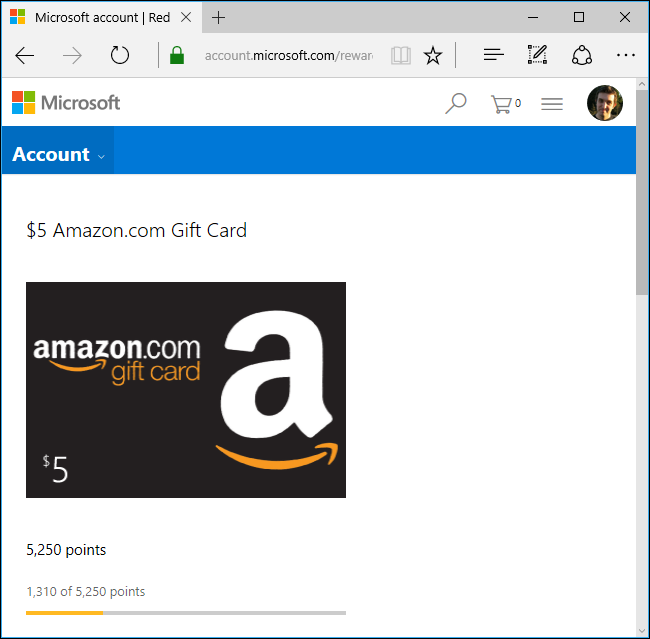 Microsoft account | Red
account.microsoft.com/rewar
Microsoft
0
Account
$5 Amazon.com Gift Card
amazon.com
gift card
a
$5
5,250 points
1,310 of 5,250 points